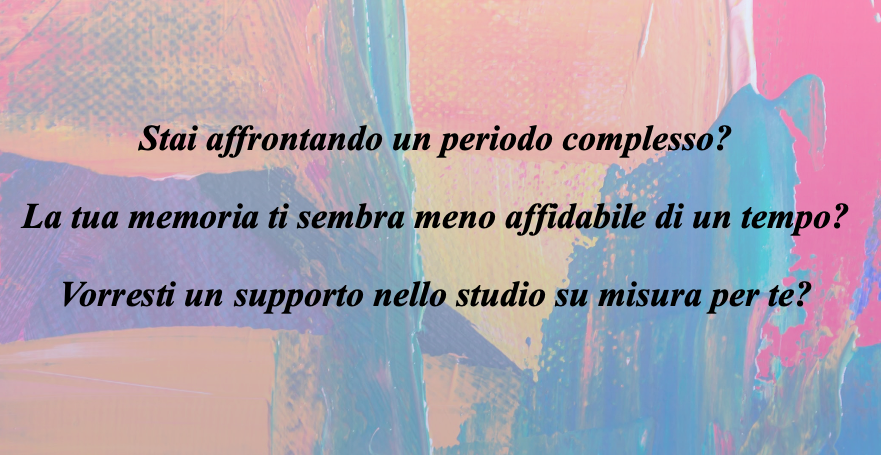 Stai affrontando un periodo complesso?
La tua memoria ti sembra meno affidabile di un tempo?
Vorresti un supporto nello studio su misura per te?